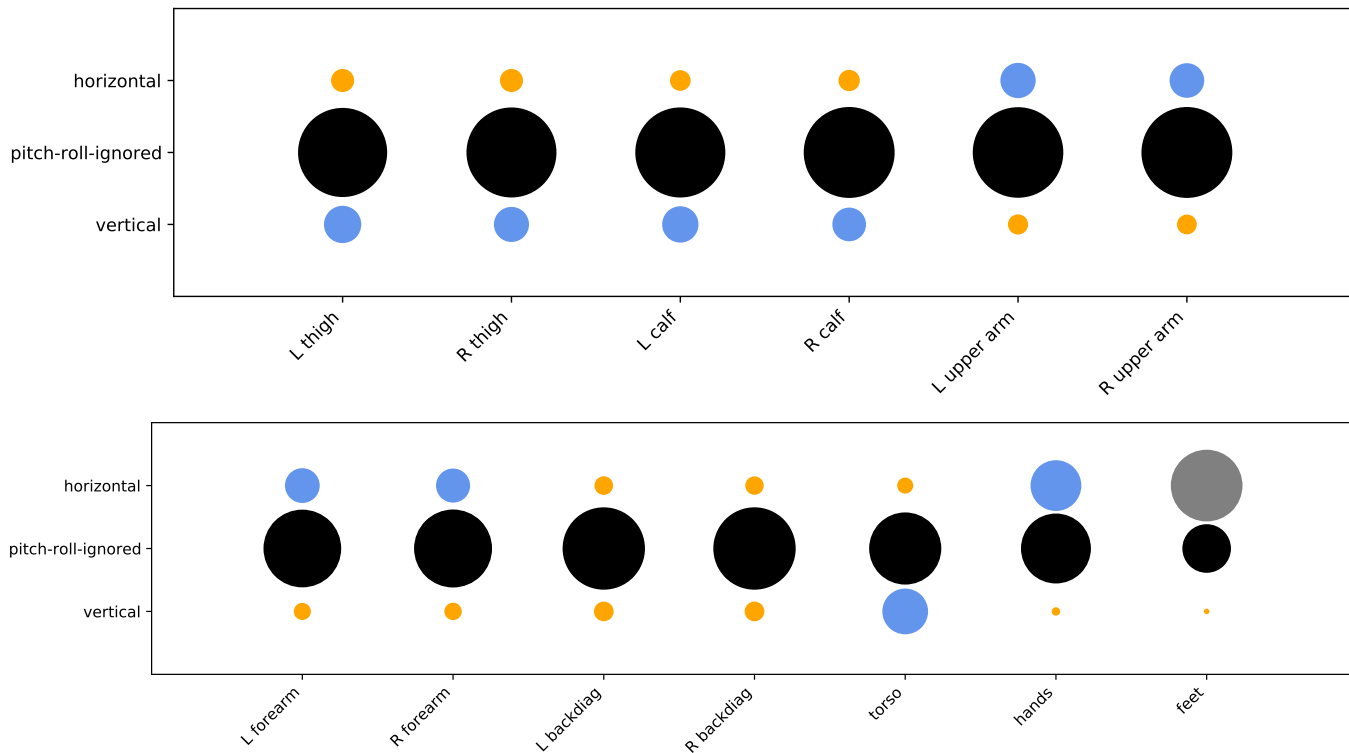 horizontal
pitch-roll-ignored
vertical
L thigh
R thigh
L calf
R calf
L upper arm
R upper arm
horizontal
pitch-roll-ignored
vertical
L forearm
R forearm
L backdiag
R backdiag
torso
hands
feet